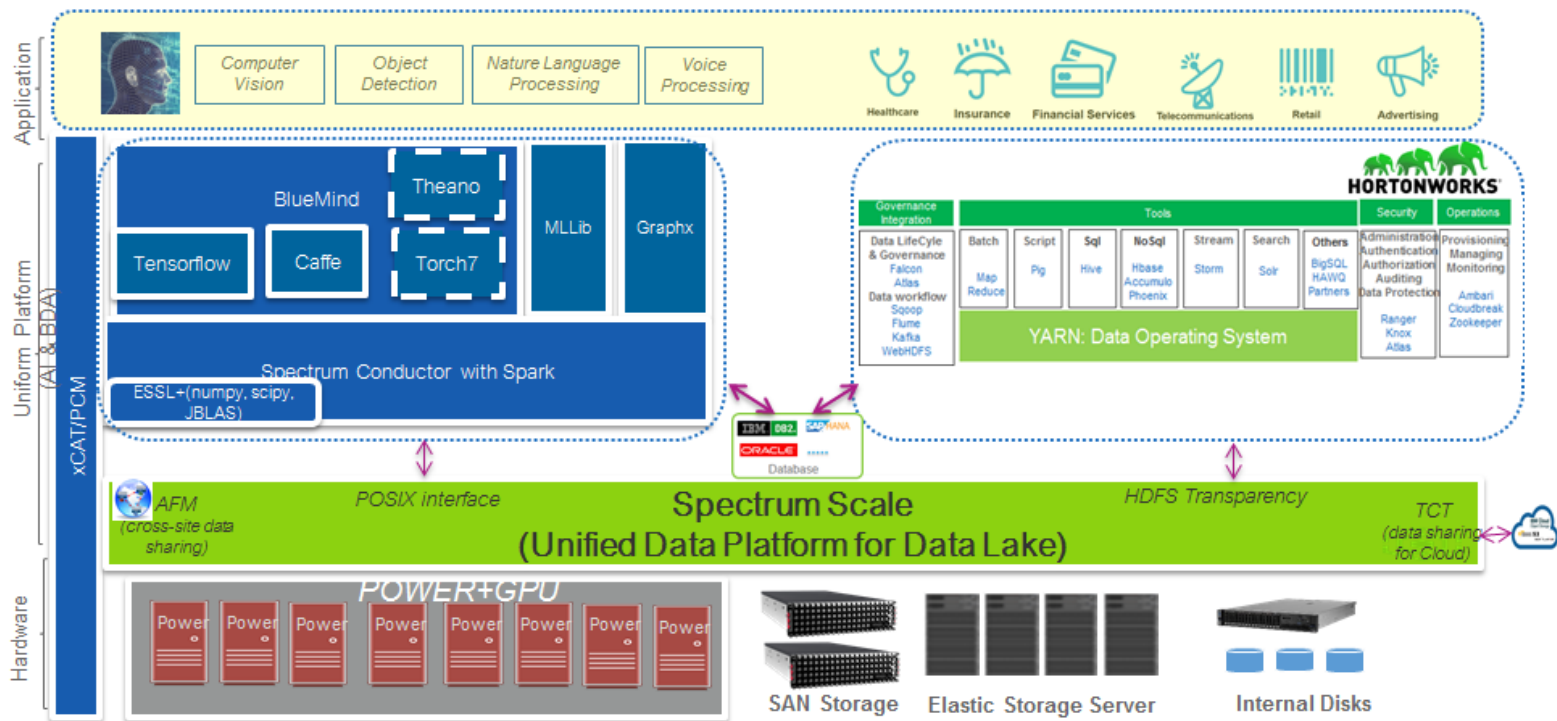 Application
Computer
Vision
Object
Detection
Nature Language
Processing
Voice
Processing
Healthcare
Insurance
Financial Services
Telecommunications
Retail
Advertising
Uniform Platform
(AI & BDA)
xCAT/PCM
BlueMind
Theano
Tensorflow
Caffe
Torch7
MLLib
Graphx
Spectrum Conductor with Spark
ESSL+(numpy, scipy,
JBLAS)
HORTONWORKS
Governance
Integration
Tools
Security
Operations
Data LifeCyle
& Governance
Falcon
Atlas
Data workflow
Sqoop
Flume
Kafka
WebHDFS
Batch
Map
Reduce
Script
Pig
Sql
Hive
NoSql
Hbase
Accumulo
Phoenix
Stream
Storm
Search
Solr
Others
BigSQL
HAWQ
Partners
YARN: Data Operating System
Administration
Authentication
Authorization
Auditing
Data Protection
Ranger
Knox
Atlas
Provisioning
Managing
Monitoring
Ambari
Cloudbreak
Zookeeper
IBM DB2.
SAP HANA
ORACLE
.....
Database
AFM
(cross-site data
sharing)
POSIX interface
Spectrum Scale
(Unified Data Platform for Data Lake)
HDFS Transparency
TCT
(data sharing
for Cloud)
Hardware
POWER+GPU
Power
Power
Power
Power
Power
Power
Power
Power
SAN Storage
Elastic Storage Server
Internal Disks